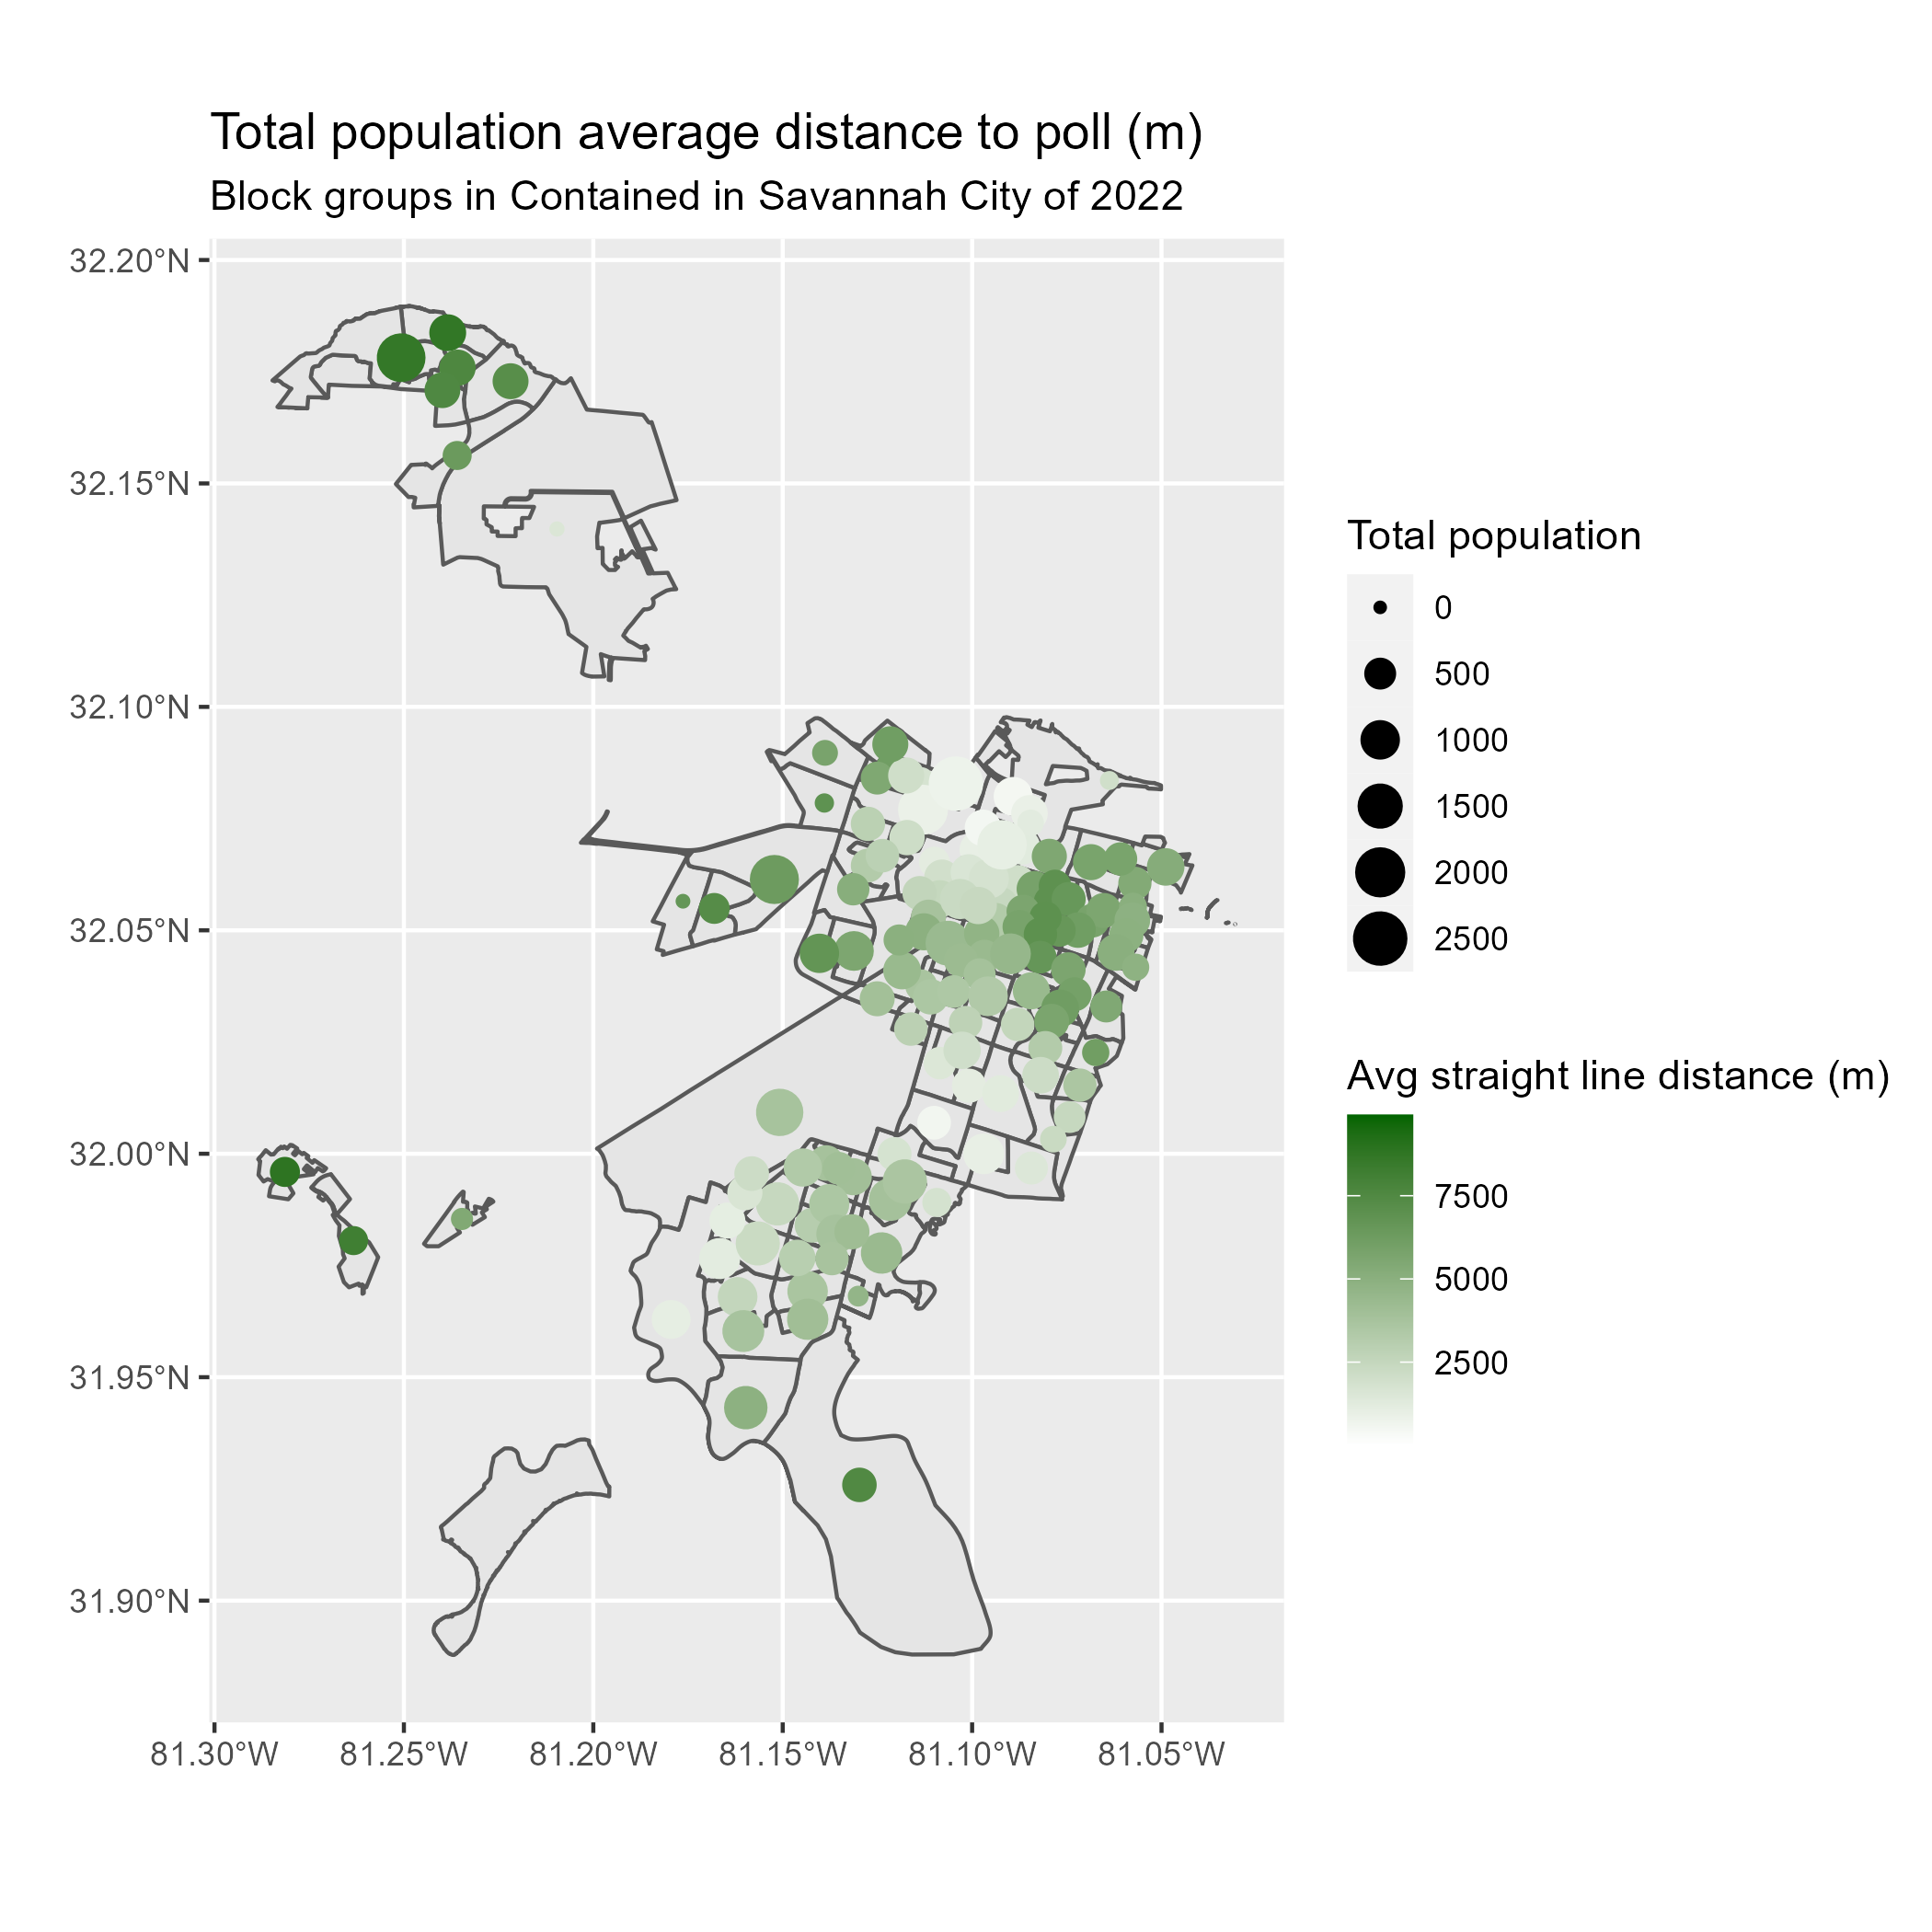 Total population average distance to poll (m)
Block groups in Contained in Savannah City of 2022
32.20°N
32.15°N
32.10°N
32.05°N
32.00°N
31.95°N
31.90°N
81.30°W
81.25°W
81.20°W
81.15°W
81.10°W
81.05°W
Total population
0
500
1000
1500
2000
2500
Avg straight line distance (m)
7500
5000
2500